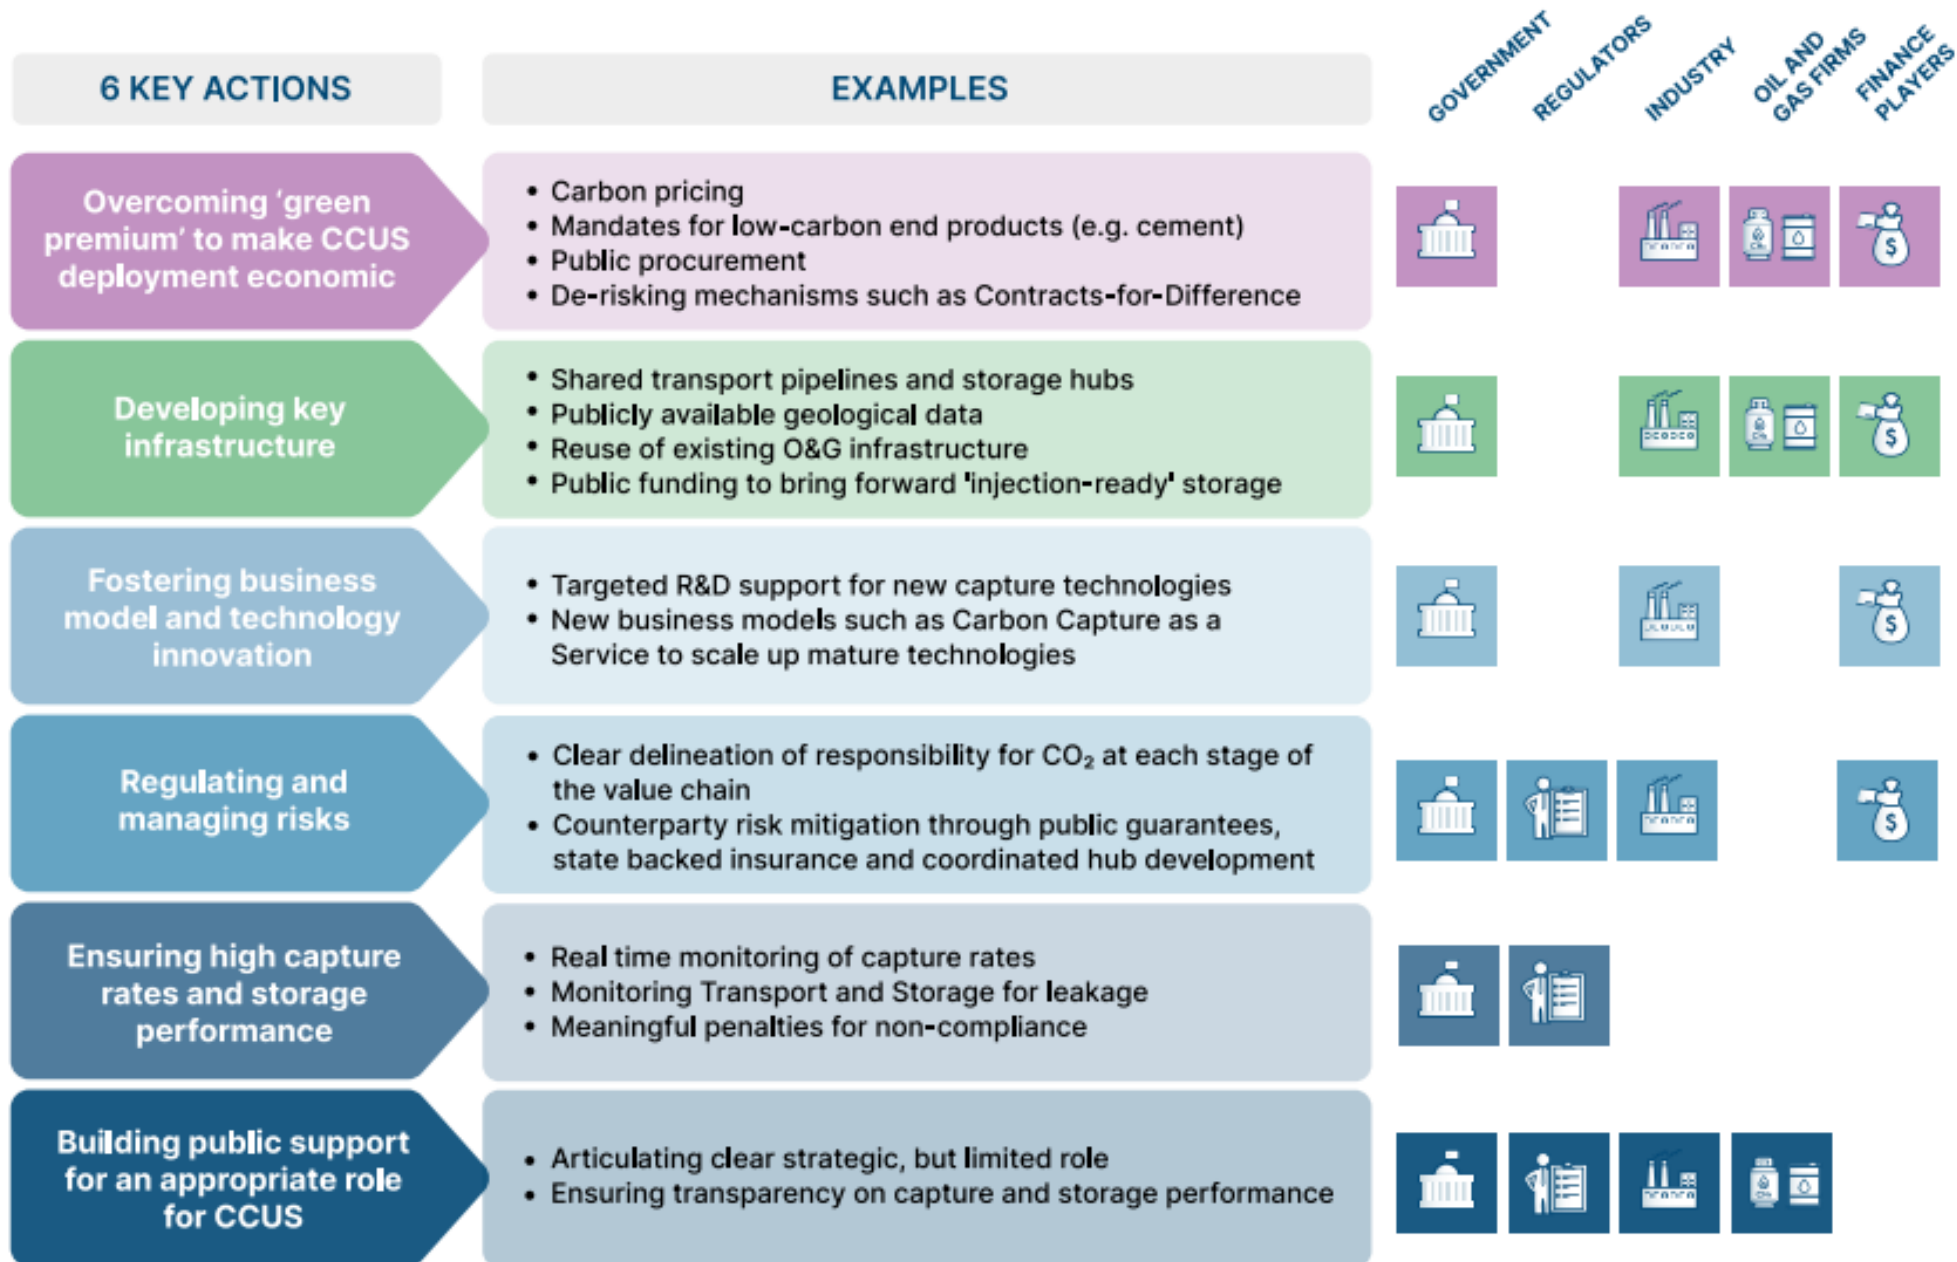 6 KEY ACTIONS
EXAMPLES
GOVERNMENT
REGULATORS
INDUSTRY
OIL AND
GAS FIRMS
FINANCE
PLAYERS
Overcoming ‘green
premium’ to make CCUS
deployment economic
• Carbon pricing
• Mandates for low-carbon end products (e.g. cement)
• Public procurement
• De-risking mechanisms such as Contracts-for-Difference
Developing key
infrastructure
• Shared transport pipelines and storage hubs
• Publicly available geological data
• Reuse of existing O&G infrastructure
• Public funding to bring forward 'injection-ready' storage
Fostering business
model and technology
innovation
• Targeted R&D support for new capture technologies
• New business models such as Carbon Capture as a
Service to scale up mature technologies
Regulating and
managing risks
• Clear delineation of responsibility for CO₂ at each stage of
the value chain
• Counterparty risk mitigation through public guarantees,
state backed insurance and coordinated hub development
Ensuring high capture
rates and storage
performance
• Real time monitoring of capture rates
• Monitoring Transport and Storage for leakage
• Meaningful penalties for non-compliance
Building public support
for an appropriate role
for CCUS
• Articulating clear strategic, but limited role
• Ensuring transparency on capture and storage performance